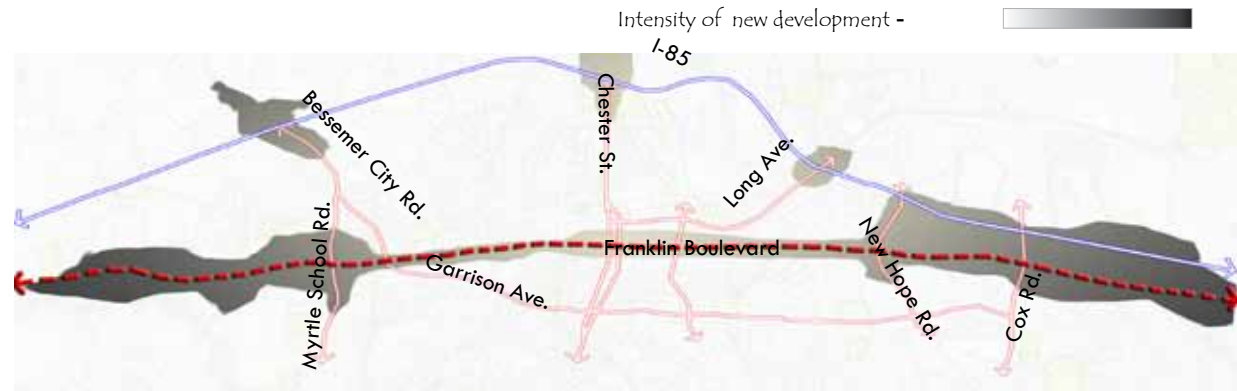 Intensity of new development -
I-85
Chester St.
Bessemer City Rd.
Long Ave.
Myrtle School Rd.
Franklin Boulevard
New Hope Rd.
Garrison Ave.
Cox Rd.